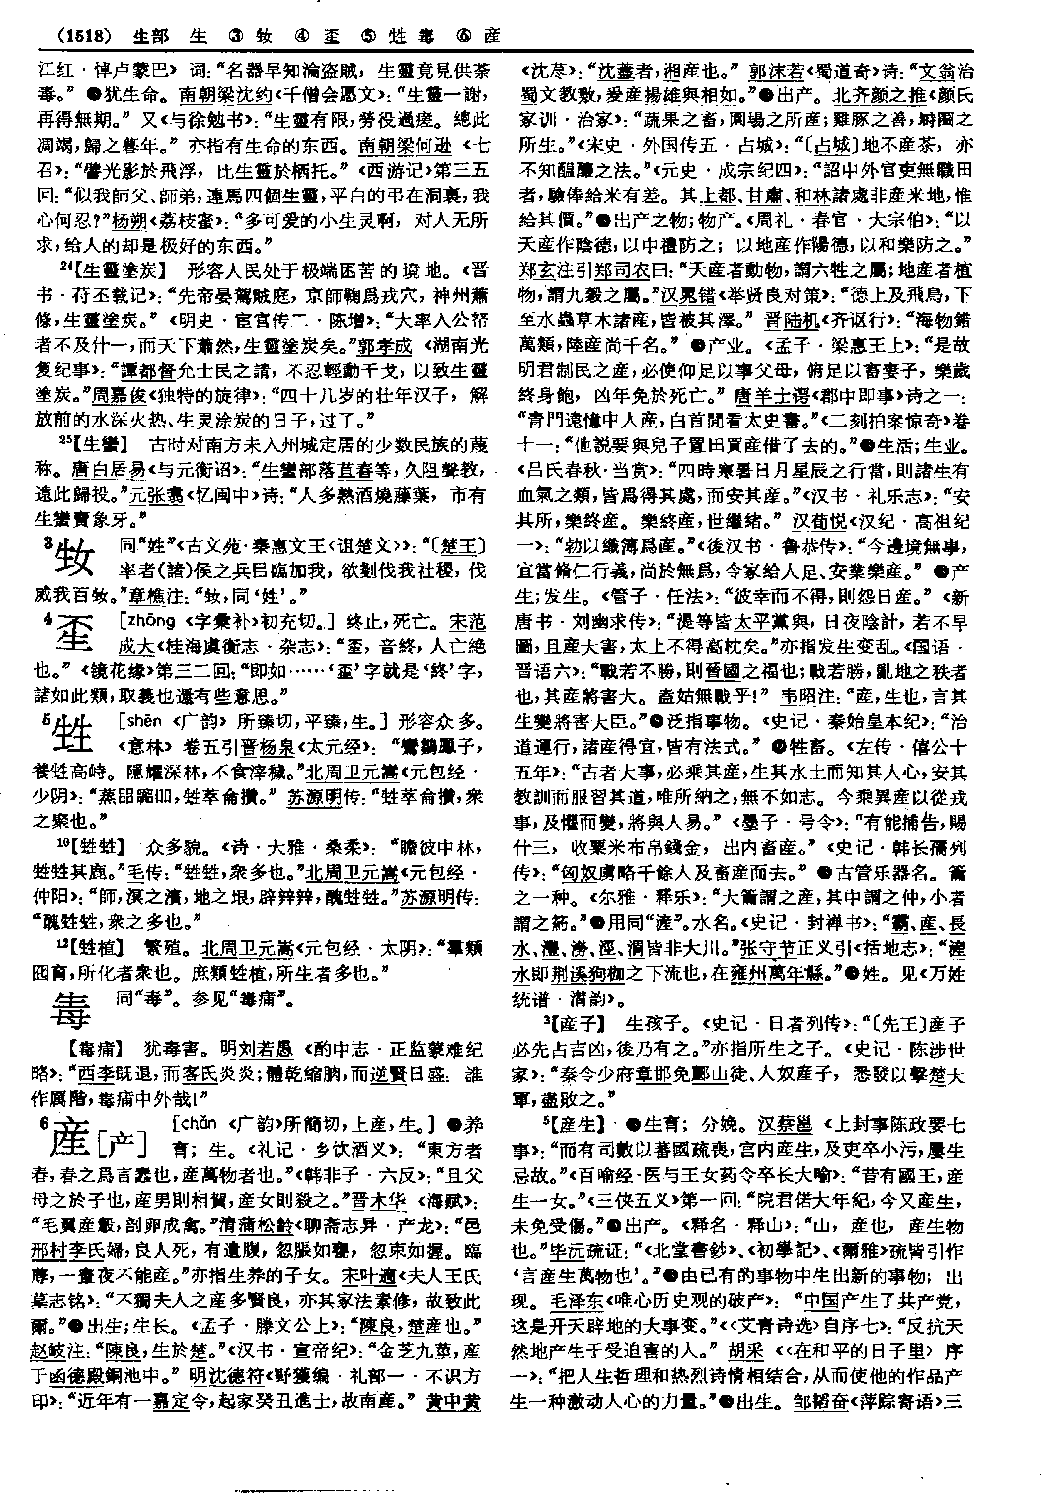 (1518) 生部 生 ③ 𤯓 ④ 𤯔 ⑤ 甡 毒 ⑥ 産
江红·悼卢蒙巴》词：“名器早知淪盗贼，生靈竟見供荼
毒。”❷犹生命。南朝梁沈约《千僧会愿文》：“生靈一謝，
再得無期。”又《与徐勉书》：“生靈有限，勞役過差。總此
凋竭，歸之暮年。”亦指有生命的东西。南朝梁何逊《七
召》：“譬光影於飛浮，比生靈於栖托。”《西游记》第三五
回：“似我師父、師弟，連馬四個生靈，平白的弔在洞裏，我
心何忍？”杨朔《荔枝蜜》：“多可爱的小生灵啊，对人无所
求，给人的却是极好的东西。”
24【生靈塗炭】 形容人民处于极端困苦的境地。《晋
书·苻丕载记》：“先帝晏駕賊庭，京師鞠爲戎穴，神州蕭
條，生靈塗炭。”《明史·宦官传二·陈增》：“大率入公帑
者不及什一，而天下蕭然，生靈塗炭矣。”郭孝成《湖南光
复纪事》：“譚都督允士民之請，不忍輕動干戈，以致生靈
塗炭。”周嘉俊《独特的旋律》：“四十几岁的壮年汉子，解
放前的水深火热、生灵涂炭的日子，过了。”
25【生蠻】 古时对南方未入州城定居的少数民族的蔑
称。唐白居易《与元衡诏》：“生蠻部落苴春等，久阻聲教，
遠此歸投。”元张翥《忆闽中》诗：“人多熟酒燒藤葉，市有
生蠻賣象牙。”
3 𤯓 同“姓”《古文苑·秦惠文王〈诅楚文〉》：“〔楚王〕
率者(諸)侯之兵㠯臨加我，欲剗伐我社稷，伐
威我百𤯓。”章樵注：“𤯓，同‘姓’。”
4 𤯔 [zhōng 《字彙补》初充切。] 终止，死亡。宋范
成大《桂海虞衡志·杂志》：“𤯔，音終，人亡絶
也。”《镜花缘》第三二回：“即如……‘𤯔’字就是‘終’字，
諸如此類，取義也還有些意思。”
5 甡 [shēn 《广韵》所臻切，平臻，生。] 形容众多。
《意林》卷五引晋杨泉《太元经》：“鸞鷄覃子，
養甡高峙。隱耀深林，不食滓穢。”北周卫元嵩《元包经·
少阴》：“蒸䀠䁪吅，甡萃侖攢。”苏源明传：“甡萃侖攢，衆
之聚也。”
10【甡甡】 众多貌。《诗·大雅·桑柔》：“瞻彼中林，
甡甡其鹿。”毛传：“甡甡，衆多也。”北周卫元嵩《元包经·
仲阳》：“師，溟之濱，地之垠，辟辩辩，醜甡甡。”苏源明传：
“醜甡甡，衆之多也。”
12【甡植】 繁殖。北周卫元嵩《元包经·太阴》：“羣類
囮育，所化者衆也。庶類甡植，所生者多也。”
毒 同“毒”。参见“毒痡”。
【毒痡】 犹毒害。明刘若愚《酌中志·正监蒙难纪
略》：“西李既退，而客氏炎炎；體乾縮朒，而逆賢日盛：誰
作厲階，毒痡中外哉！”
6 産[产] [chǎn 《广韵》所簡切，上産，生。] ❶养
育；生。《礼记·乡饮酒义》：“東方者
春，春之爲言蠢也，産萬物者也。”《韩非子·六反》：“且父
母之於子也，産男則相賀，産女則殺之。”晋木华《海赋》：
“毛翼産鷇，剖卵成禽。”清蒲松龄《聊斋志异·产龙》：“邑
邢村李氏婦，良人死，有遺腹，忽脹如甕，忽束如握。臨
蓐，一晝夜不能産。”亦指生养的子女。宋叶適《夫人王氏
墓志铭》：“不獨夫人之産多賢良，亦其家法素修，故致此
爾。”❷出生；生长。《孟子·滕文公上》：“陳良，楚産也。”
赵岐注：“陳良，生於楚。”《汉书·宣帝纪》：“金芝九莖，産
于函德殿銅池中。”明沈德符《野獲编·礼部一·不识方
印》：“近年有一嘉定令，起家癸丑進士，故南産。”黄中黄
《沈荩》：“沈藎者，湘産也。”郭沫若《蜀道奇》诗：“文翁治
蜀文教敷，爰産揚雄與相如。”❸出产。北齐颜之推《颜氏
家训·治家》：“蔬果之畜，園場之所産；雞豚之善，塒圈之
所生。”《宋史·外国传五·占城》：“〔占城〕地不産茶，亦
不知醖釀之法。”《元史·成宗纪四》：“詔中外官吏無職田
者，驗俸給米有差。其上都、甘肅、和林諸處非産米地，惟
給其價。”❹出产之物；物产。《周礼·春官·大宗伯》：“以
天産作陰德，以中禮防之；以地産作陽德，以和樂防之。”
郑玄注引郑司农曰：“天産者動物，謂六牲之屬；地産者植
物，謂九穀之屬。”汉晁错《举贤良对策》：“德上及飛鳥，下
至水蟲草木諸産，皆被其澤。”晋陆机《齐讴行》：“海物錯
萬類，陸産尚千名。”❺产业。《孟子·梁惠王上》：“是故
明君制民之産，必使仰足以事父母，俯足以畜妻子，樂歲
終身飽，凶年免於死亡。”唐羊士谔《郡中即事》诗之一：
“青門遠憶中人産，白首閒看太史書。”《二刻拍案惊奇》卷
十一：“他説要與兒子置田買産借了去的。”❻生活；生业。
《吕氏春秋·当赏》：“四時寒暑日月星辰之行當，則諸生有
血氣之類，皆爲得其處，而安其産。”《汉书·礼乐志》：“安
其所，樂終産。樂終産，世繼緒。”汉荀悦《汉纪·高祖纪
一》：“勃以織薄爲産。”《後汉书·鲁恭传》：“今邊境無事，
宜當脩仁行義，尚於無爲，令家給人足、安業樂産。”❼产
生；发生。《管子·任法》：“彼幸而不得，則怨日産。”《新
唐书·刘幽求传》：“湜等皆太平黨與，日夜陰計，若不早
圖，且産大害，太上不得高枕矣。”亦指发生变乱。《国语·
晋语六》：“戰若不勝，則晉國之福也；戰若勝，亂地之秩者
也，其産將害大。盍姑無戰乎！”韦昭注：“産，生也，言其
生變將害大臣。”❽泛指事物。《史记·秦始皇本纪》：“治
道運行，諸産得宜，皆有法式。”❾牲畜。《左传·僖公十
五年》：“古者大事，必乘其産，生其水土而知其人心，安其
教訓而服習其道，唯所納之，無不如志。今乘異産以從戎
事，及懼而變，將與人易。”《墨子·号令》：“有能捕告，賜
什三，收粟米布帛錢金，出内畜産。”《史记·韩长孺列
传》：“匈奴虜略千餘人及畜産而去。”❿古管乐器名。籥
之一种。《尔雅·释乐》：“大籥謂之産，其中謂之仲，小者
謂之箹。”⓫用同“滻”。水名。《史记·封禅书》：“霸、産、長
水、灃、澇、涇、渭皆非大川。”张守节正义引《括地志》：“滻
水即荆溪狗枷之下流也，在雍州萬年縣。”⓬姓。见《万姓
统谱·潸韵》。
3【産子】 生孩子。《史记·日者列传》：“〔先王〕産子
必先占吉凶，後乃有之。”亦指所生之子。《史记·陈涉世
家》：“秦令少府章邯免酈山徒、人奴産子，悉發以擊楚大
軍，盡敗之。”
5【産生】 ❶生育；分娩。汉蔡邕《上封事陈政要七
事》：“而有司數以蕃國疏喪，宫内産生，及吏卒小污，屢生
忌故。”《百喻经·医与王女药令卒长大喻》：“昔有國王，産
生一女。”《三侠五义》第一回：“院君偌大年紀，今又産生，
未免受傷。”❷出产。《释名·释山》：“山，産也，産生物
也。”毕沅疏证：“《北堂書鈔》、《初學記》、《爾雅》疏皆引作
‘言産生萬物也’。”❸由已有的事物中生出新的事物；出
现。毛泽东《唯心历史观的破产》：“中国产生了共产党，
这是开天辟地的大事变。”《〈艾青诗选〉自序七》：“反抗天
然地产生于受迫害的人。”胡采《〈在和平的日子里〉序
一》：“把人生哲理和热烈诗情相结合，从而使他的作品产
生一种激动人心的力量。”❹出生。邹韬奋《萍踪寄语》三